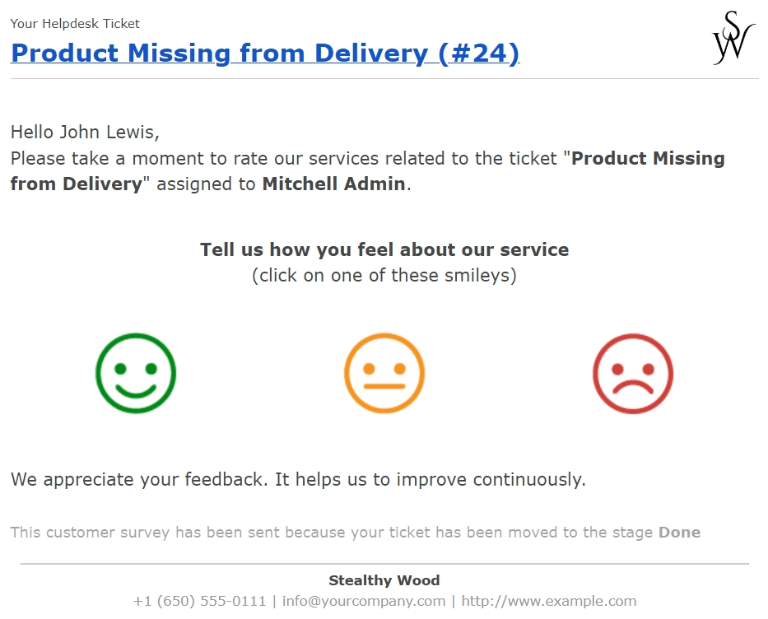 Your Helpdesk Ticket
Product Missing from Delivery (#24)
SW
Hello John Lewis,
Please take a moment to rate our services related to the ticket "Product Missing
from Delivery" assigned to Mitchell Admin.
Tell us how you feel about our service
(click on one of these smileys)
We appreciate your feedback. It helps us to improve continuously.
This customer survey has been sent because your ticket has been moved to the stage Done
Stealthy Wood
+1 (650) 555-0111 | info@yourcompany.com | http://www.example.com